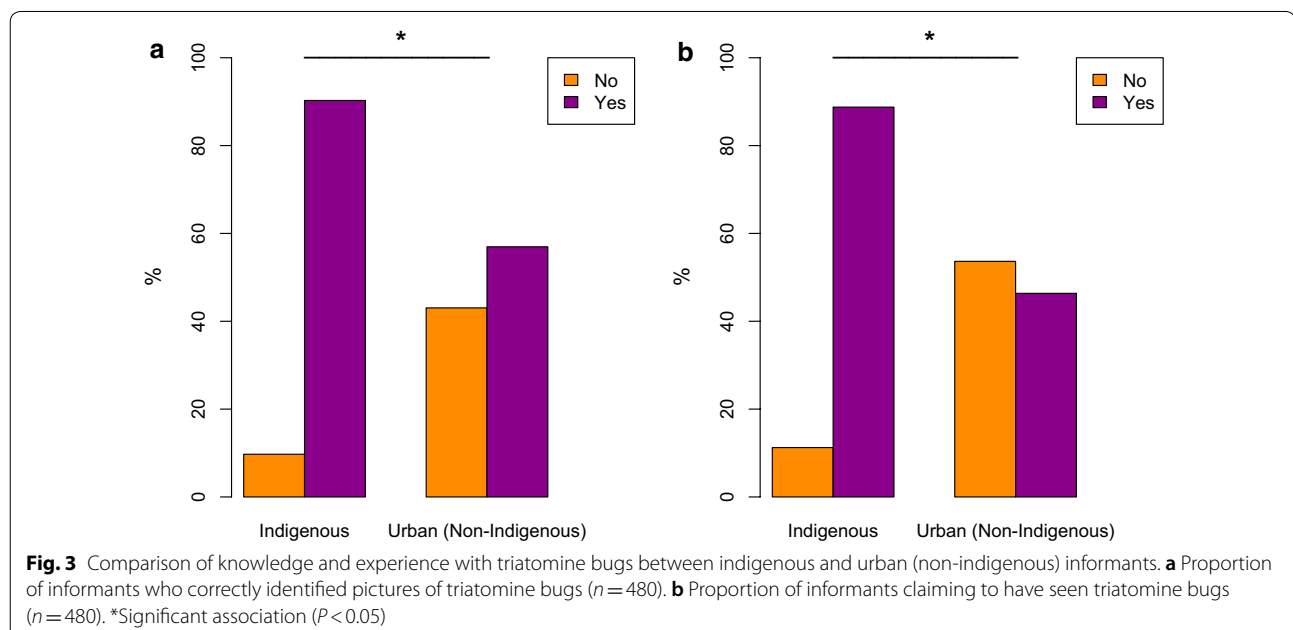 a
*
100
80
60
40
20
0
%
No
Yes
Indigenous Urban (Non-Indigenous)
b
*
100
80
60
40
20
0
%
No
Yes
Indigenous Urban (Non-Indigenous)
Fig. 3 Comparison of knowledge and experience with triatomine bugs between indigenous and urban (non-indigenous) informants. a Proportion
of informants who correctly identified pictures of triatomine bugs (n = 480). b Proportion of informants claiming to have seen triatomine bugs
(n = 480). *Significant association (P < 0.05)